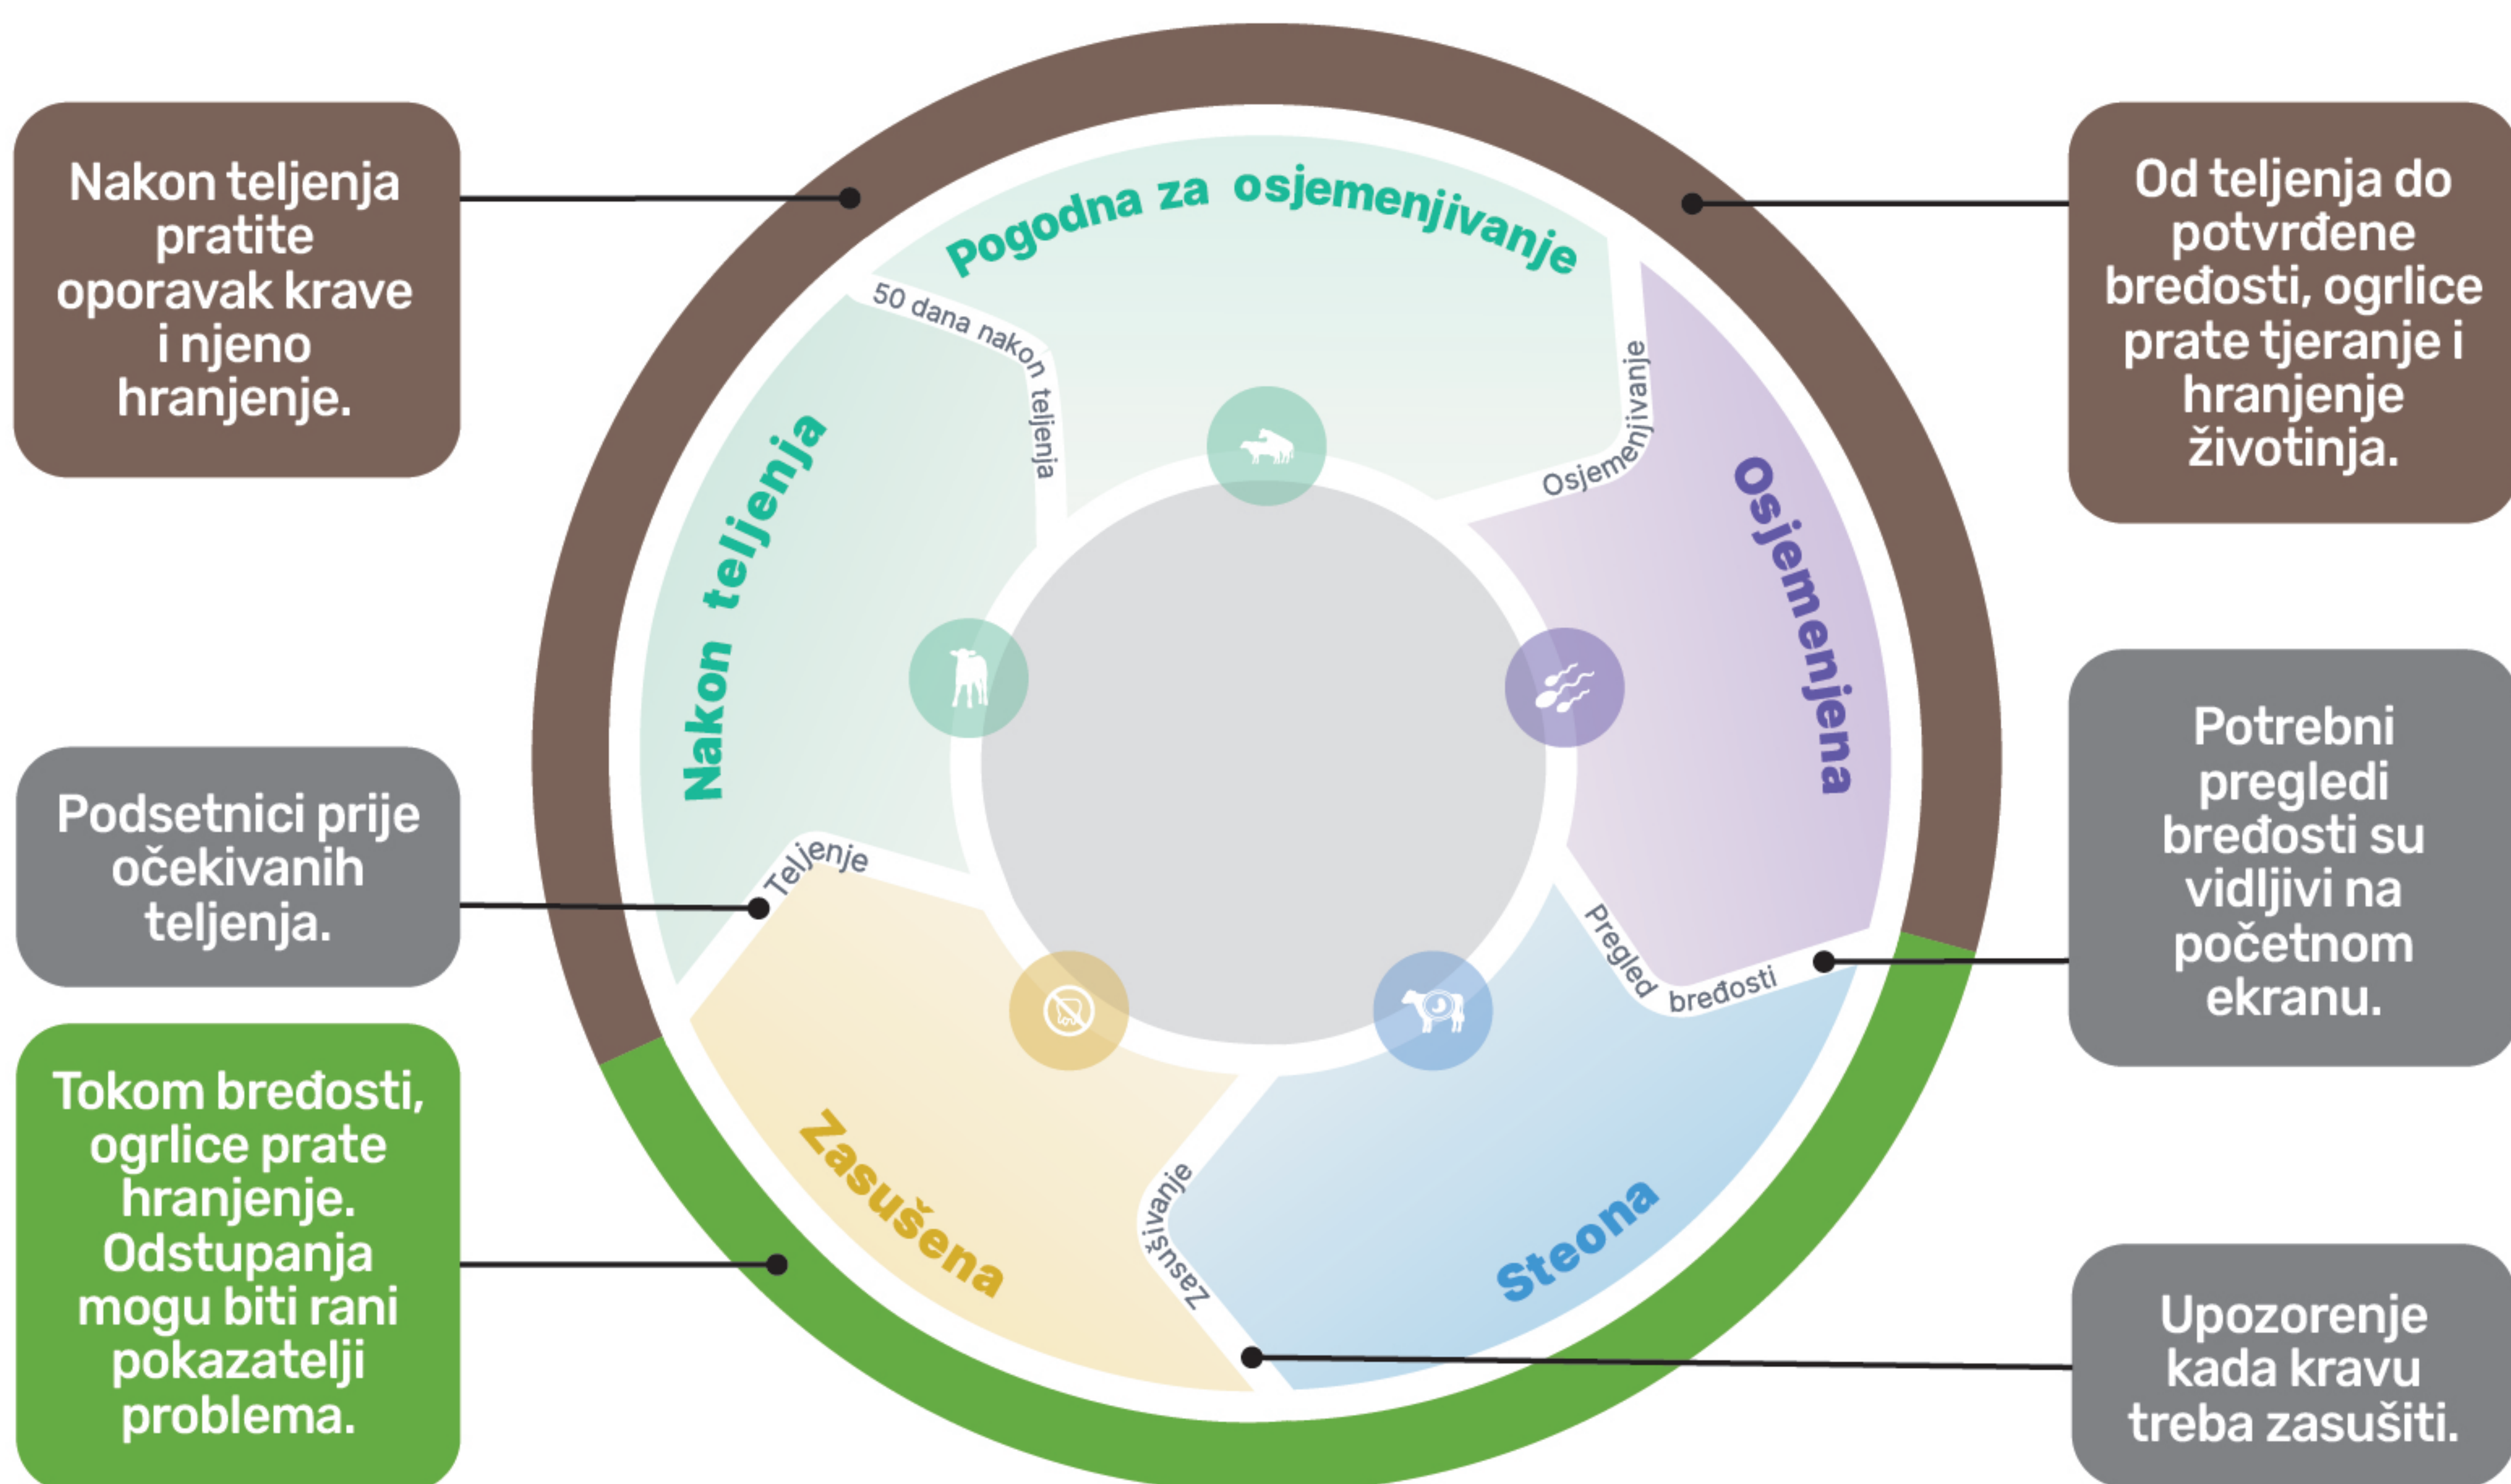 Nakon teljenja
pratite
oporavak krave
i njeno
hranjenje.
Podsetnici prije
očekivanih
teljenja.
Tokom bređosti,
ogrlice prate
hranjenje.
Odstupanja
mogu biti rani
pokazatelji
problema.
Pogodna za osjemenjivanje
50 dana nakon teljenja
Osjemenjivanje
Nakon teljenja
Osjemenjena
Teljenje
Pregled bređosti
Zasušena
Zasušivanje
Steona
Od teljenja do
potvrđene
bređosti, ogrlice
prate tjeranje i
hranjenje
životinja.
Potrebni
pregledi
bređosti su
vidljivi na
početnom
ekranu.
Upozorenje
kada kravu
treba zasušiti.